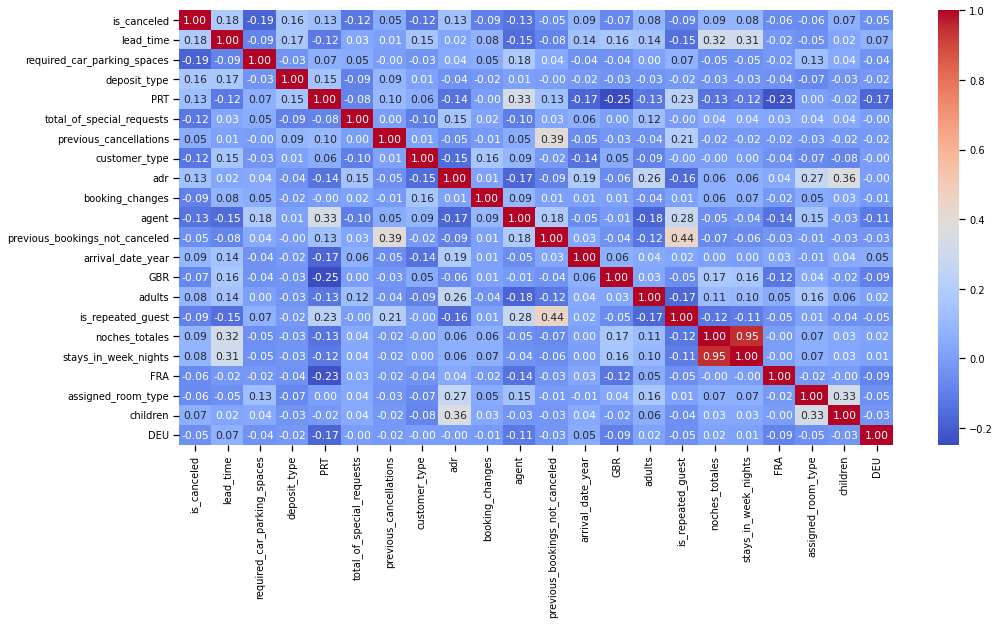 is_canceled 1.00 0.18 -0.19 0.16 0.13 -0.12 0.05 -0.12 0.13 -0.09 -0.13 -0.05 0.09 -0.07 0.08 -0.09 0.09 0.08 -0.06 -0.06 0.07 -0.05
lead_time 0.18 1.00 -0.09 0.17 -0.12 0.03 0.01 0.15 0.02 0.08 -0.15 -0.08 0.14 0.16 0.14 -0.15 0.32 0.31 -0.02 -0.05 0.02 0.07
required_car_parking_spaces -0.19 -0.09 1.00 -0.03 0.07 0.05 -0.00 -0.03 0.04 0.05 0.18 0.04 -0.04 -0.04 0.00 0.07 -0.05 -0.05 -0.02 0.13 0.04 -0.04
deposit_type 0.16 0.17 -0.03 1.00 0.15 -0.09 0.09 0.01 -0.04 -0.02 0.01 -0.00 -0.02 -0.03 -0.03 -0.02 -0.03 -0.03 -0.04 -0.07 -0.03 -0.02
PRT 0.13 -0.12 0.07 0.15 1.00 -0.08 0.10 0.06 -0.14 -0.00 0.33 0.13 -0.17 -0.25 -0.13 0.23 -0.13 -0.12 -0.23 0.00 -0.02 -0.17
total_of_special_requests -0.12 0.03 0.05 -0.09 -0.08 1.00 0.00 -0.10 0.15 0.02 -0.10 0.03 0.06 0.00 0.12 -0.00 0.04 0.04 0.03 0.04 0.04 -0.00
previous_cancellations 0.05 0.01 -0.00 0.09 0.10 0.00 1.00 0.01 -0.05 -0.01 0.05 0.39 -0.05 -0.03 -0.04 0.21 -0.02 -0.02 -0.03 -0.02 -0.02 -0.02
customer_type -0.12 0.15 -0.03 0.01 0.06 -0.10 0.01 1.00 -0.15 0.16 0.09 -0.02 -0.14 0.05 -0.09 -0.00 -0.00 0.00 -0.04 -0.07 -0.08 -0.00
adr 0.13 0.02 0.04 -0.04 -0.14 0.15 -0.05 -0.15 1.00 0.01 -0.17 -0.09 0.19 -0.06 0.26 -0.16 0.06 0.06 0.04 0.27 0.36 -0.00
booking_changes -0.09 0.08 0.05 -0.02 -0.00 0.02 -0.01 0.16 0.01 1.00 0.09 0.01 0.01 0.01 -0.04 0.01 0.06 0.07 -0.02 0.05 0.03 -0.01
agent -0.13 -0.15 0.18 0.01 0.33 -0.10 0.05 0.09 -0.17 0.09 1.00 0.18 -0.05 -0.01 -0.18 0.28 -0.05 -0.04 -0.14 0.15 -0.03 -0.11
previous_bookings_not_canceled -0.05 -0.08 0.04 -0.00 0.13 0.03 0.39 -0.02 -0.09 0.01 0.18 1.00 0.03 -0.04 -0.12 0.44 -0.07 -0.06 -0.03 -0.01 -0.03 -0.03
arrival_date_year 0.09 0.14 -0.04 -0.02 -0.17 0.06 -0.05 -0.14 0.19 0.01 -0.05 0.03 1.00 0.06 0.04 0.02 0.00 -0.00 0.03 -0.01 0.04 0.05
GBR -0.07 0.16 -0.04 -0.03 -0.25 0.00 -0.03 0.05 -0.06 0.01 -0.01 -0.04 0.06 1.00 0.03 -0.05 0.17 0.16 -0.12 0.04 -0.02 -0.09
adults 0.08 0.14 0.00 -0.03 -0.13 0.12 -0.04 -0.09 0.26 -0.04 -0.18 -0.12 0.04 0.03 1.00 -0.17 0.11 0.10 0.05 0.16 0.06 0.02
is_repeated_guest -0.09 -0.15 0.07 -0.02 0.23 -0.00 0.21 -0.00 -0.16 0.01 0.28 0.44 0.02 -0.05 -0.17 1.00 -0.12 -0.11 -0.05 0.01 -0.04 -0.05
noches_totales 0.09 0.32 -0.05 -0.03 -0.13 0.04 -0.02 -0.00 0.06 0.06 -0.05 -0.07 0.00 0.17 0.11 -0.12 1.00 0.95 -0.00 0.07 0.03 0.02
stays_in_week_nights 0.08 0.31 -0.05 -0.03 -0.12 0.04 -0.02 0.00 0.06 0.07 -0.04 -0.06 -0.00 0.16 0.10 -0.11 0.95 1.00 -0.00 0.07 0.03 0.01
FRA -0.06 -0.02 -0.02 -0.04 -0.23 0.03 -0.03 -0.04 0.04 -0.02 -0.14 -0.03 0.03 -0.12 0.05 -0.05 -0.00 -0.00 1.00 -0.02 -0.00 -0.09
assigned_room_type -0.06 -0.05 0.13 -0.07 0.00 0.04 -0.02 -0.07 0.27 0.05 0.15 -0.01 -0.01 0.04 0.16 0.01 0.07 0.07 -0.02 1.00 0.33 -0.05
children 0.07 0.02 0.04 -0.03 -0.02 0.04 -0.02 -0.08 0.36 0.03 -0.03 -0.03 0.04 -0.02 0.06 -0.04 0.03 0.03 -0.00 0.33 1.00 -0.03
DEU -0.05 0.07 -0.04 -0.02 -0.17 -0.00 -0.02 -0.00 -0.00 -0.01 -0.11 -0.03 0.05 -0.09 0.02 -0.05 0.02 0.01 -0.09 -0.05 -0.03 1.00
is_canceled
lead_time
required_car_parking_spaces
deposit_type
PRT
total_of_special_requests
previous_cancellations
customer_type
adr
booking_changes
agent
previous_bookings_not_canceled
arrival_date_year
GBR
adults
is_repeated_guest
noches_totales
stays_in_week_nights
FRA
assigned_room_type
children
DEU
1.0
0.8
0.6
0.4
0.2
0.0
−0.2